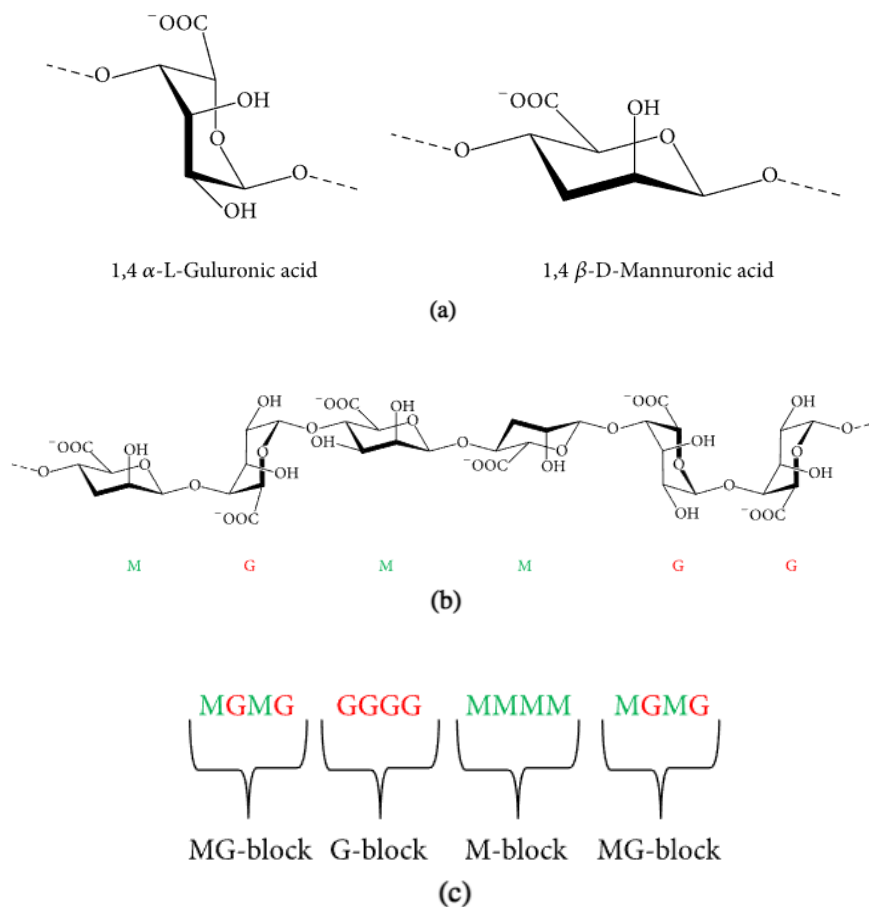 ⁻OOC
OH
O
O
O
OH
1,4 α-L-Guluronic acid
⁻OOC
OH
O
O
O
1,4 β-D-Mannuronic acid
(a)
⁻OOC
OH
O
O
O
OH
O
OH
⁻OOC
O
⁻OOC
OH
O
OH
O
⁻OOC
O
OH
O
⁻OOC
OH
O
OH
O
OH
O
OH
⁻OOC
O
M
G
M
M
G
G
(b)
MGMG GGGG MMMM MGMG
MG-block G-block M-block MG-block
(c)